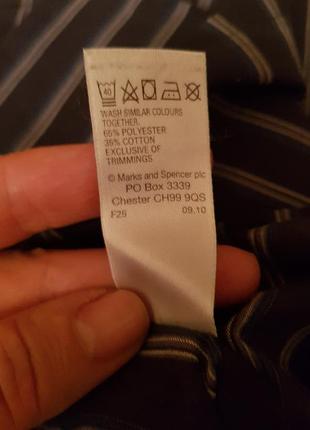 40
WASH SIMILAR COLOURS
TOGETHER.
65% POLYESTER
35% COTTON
EXCLUSIVE OF
TRIMMINGS
© Marks and Spencer plc
PO Box 3339
Chester CH99 9QS
F25 09.10